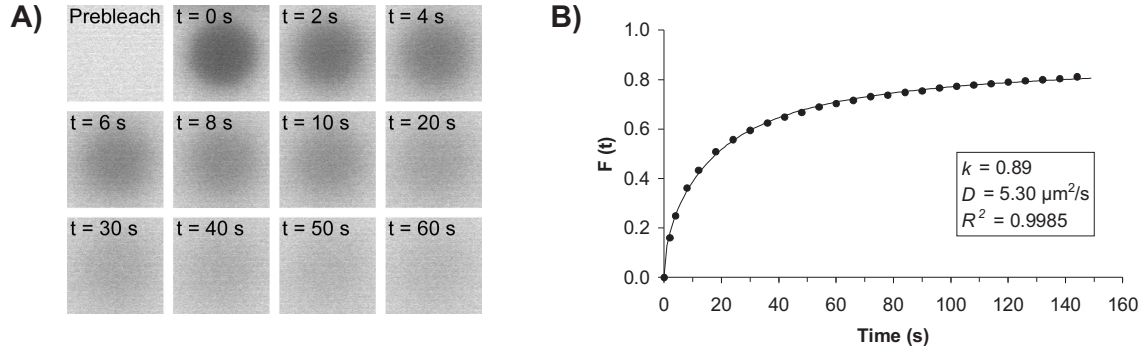 A)
Prebleach
t = 0 s
t = 2 s
t = 4 s
t = 6 s
t = 8 s
t = 10 s
t = 20 s
t = 30 s
t = 40 s
t = 50 s
t = 60 s
B)
1.0
0.8
0.6
0.4
0.2
0.0
F (t)
k = 0.89
D = 5.30 µm²/s
R² = 0.9985
0 20 40 60 80 100 120 140 160
Time (s)